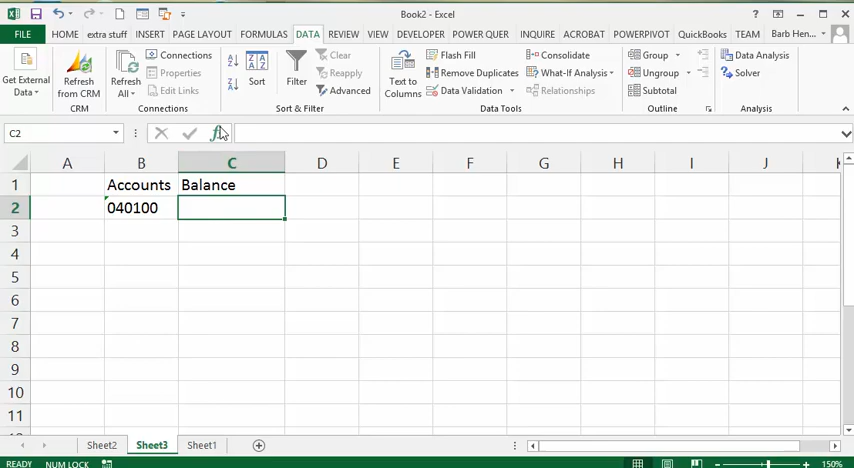 Book2 - Excel
FILE HOME extra stuff INSERT PAGE LAYOUT FORMULAS DATA REVIEW VIEW DEVELOPER POWER QUER INQUIRE ACROBAT POWERPIVOT QuickBooks TEAM Barb Hen...
Get External Data
Refresh from CRM
CRM
Refresh All
Connections
Properties
Edit Links
Connections
Sort
Filter
Clear
Reapply
Advanced
Sort & Filter
Text to Columns
Flash Fill
Remove Duplicates
Data Validation
Consolidate
What-If Analysis
Relationships
Data Tools
Group
Ungroup
Subtotal
Outline
Data Analysis
Solver
Analysis
C2
A B C D E F G H I J K
1 Accounts Balance
2 040100
3
4
5
6
7
8
9
10
11
Sheet2 Sheet3 Sheet1
READY NUM LOCK 150%